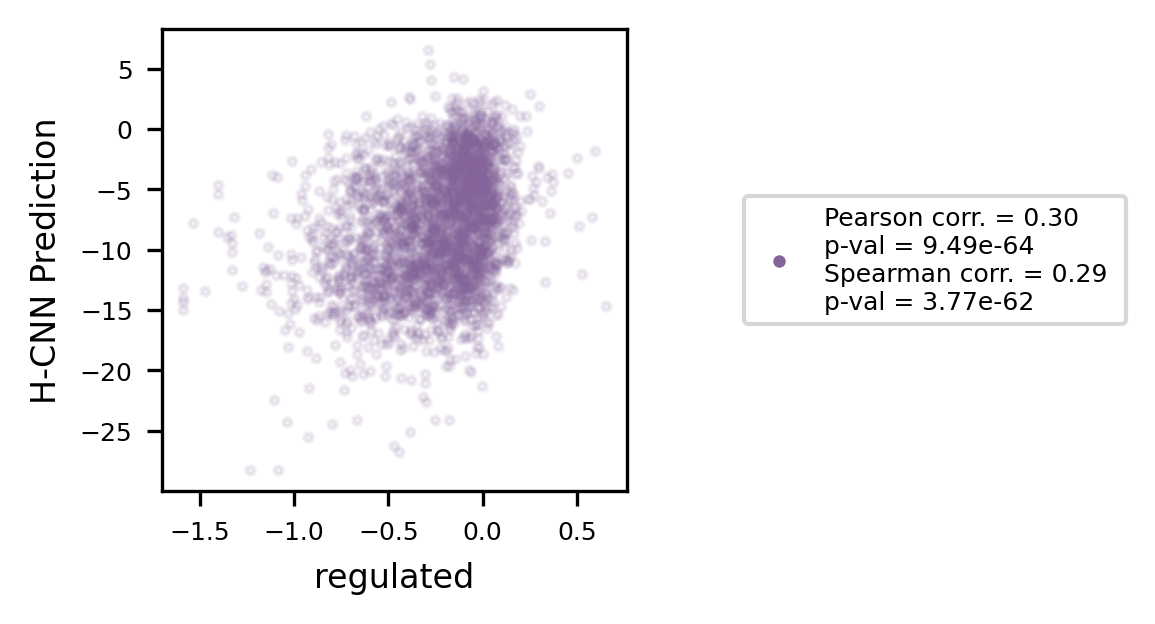 H-CNN Prediction
5
0
−5
−10
−15
−20
−25
−1.5 −1.0 −0.5 0.0 0.5
regulated
Pearson corr. = 0.30
p-val = 9.49e-64
Spearman corr. = 0.29
p-val = 3.77e-62